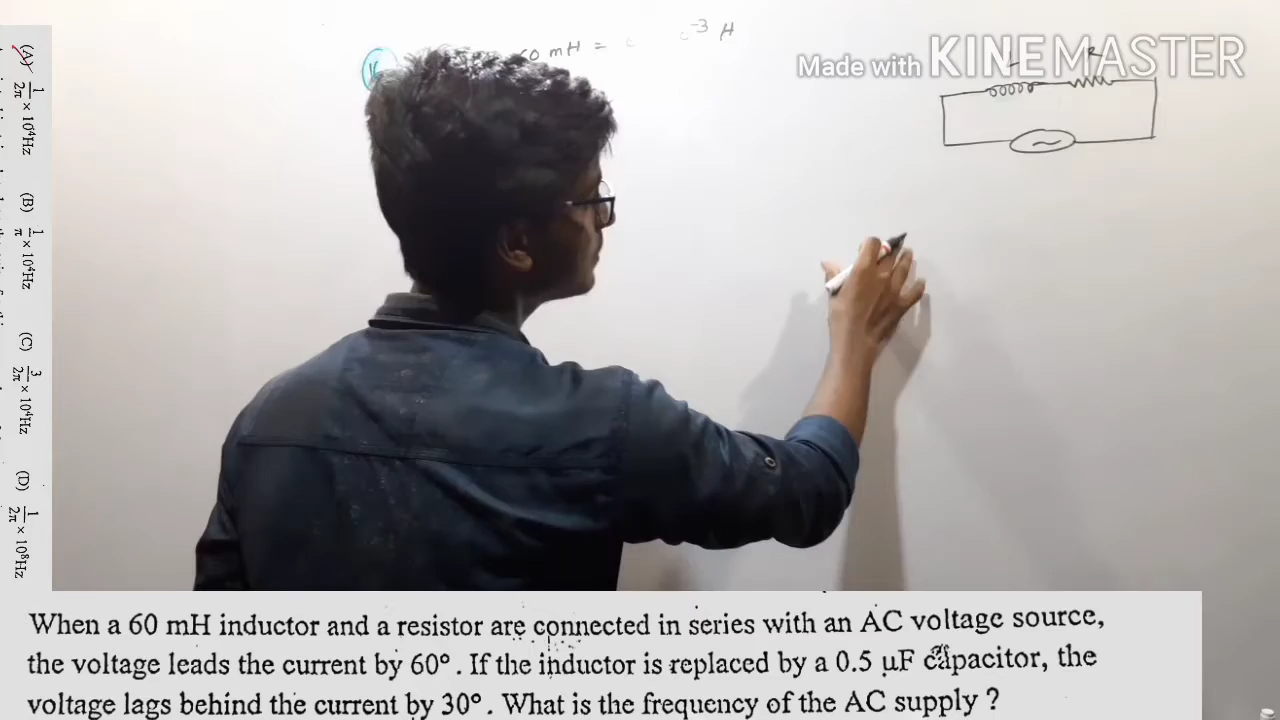 60 mH =
-3 H
R
Made with KINEMASTER
(A) 1/2π × 10⁴Hz (B) 1/π × 10⁴Hz (C) 3/2π × 10⁴Hz (D) 1/2π × 10⁸Hz
When a 60 mH inductor and a resistor are connected in series with an AC voltage source,
the voltage leads the current by 60°. If the inductor is replaced by a 0.5 μF capacitor, the
voltage lags behind the current by 30°. What is the frequency of the AC supply ?